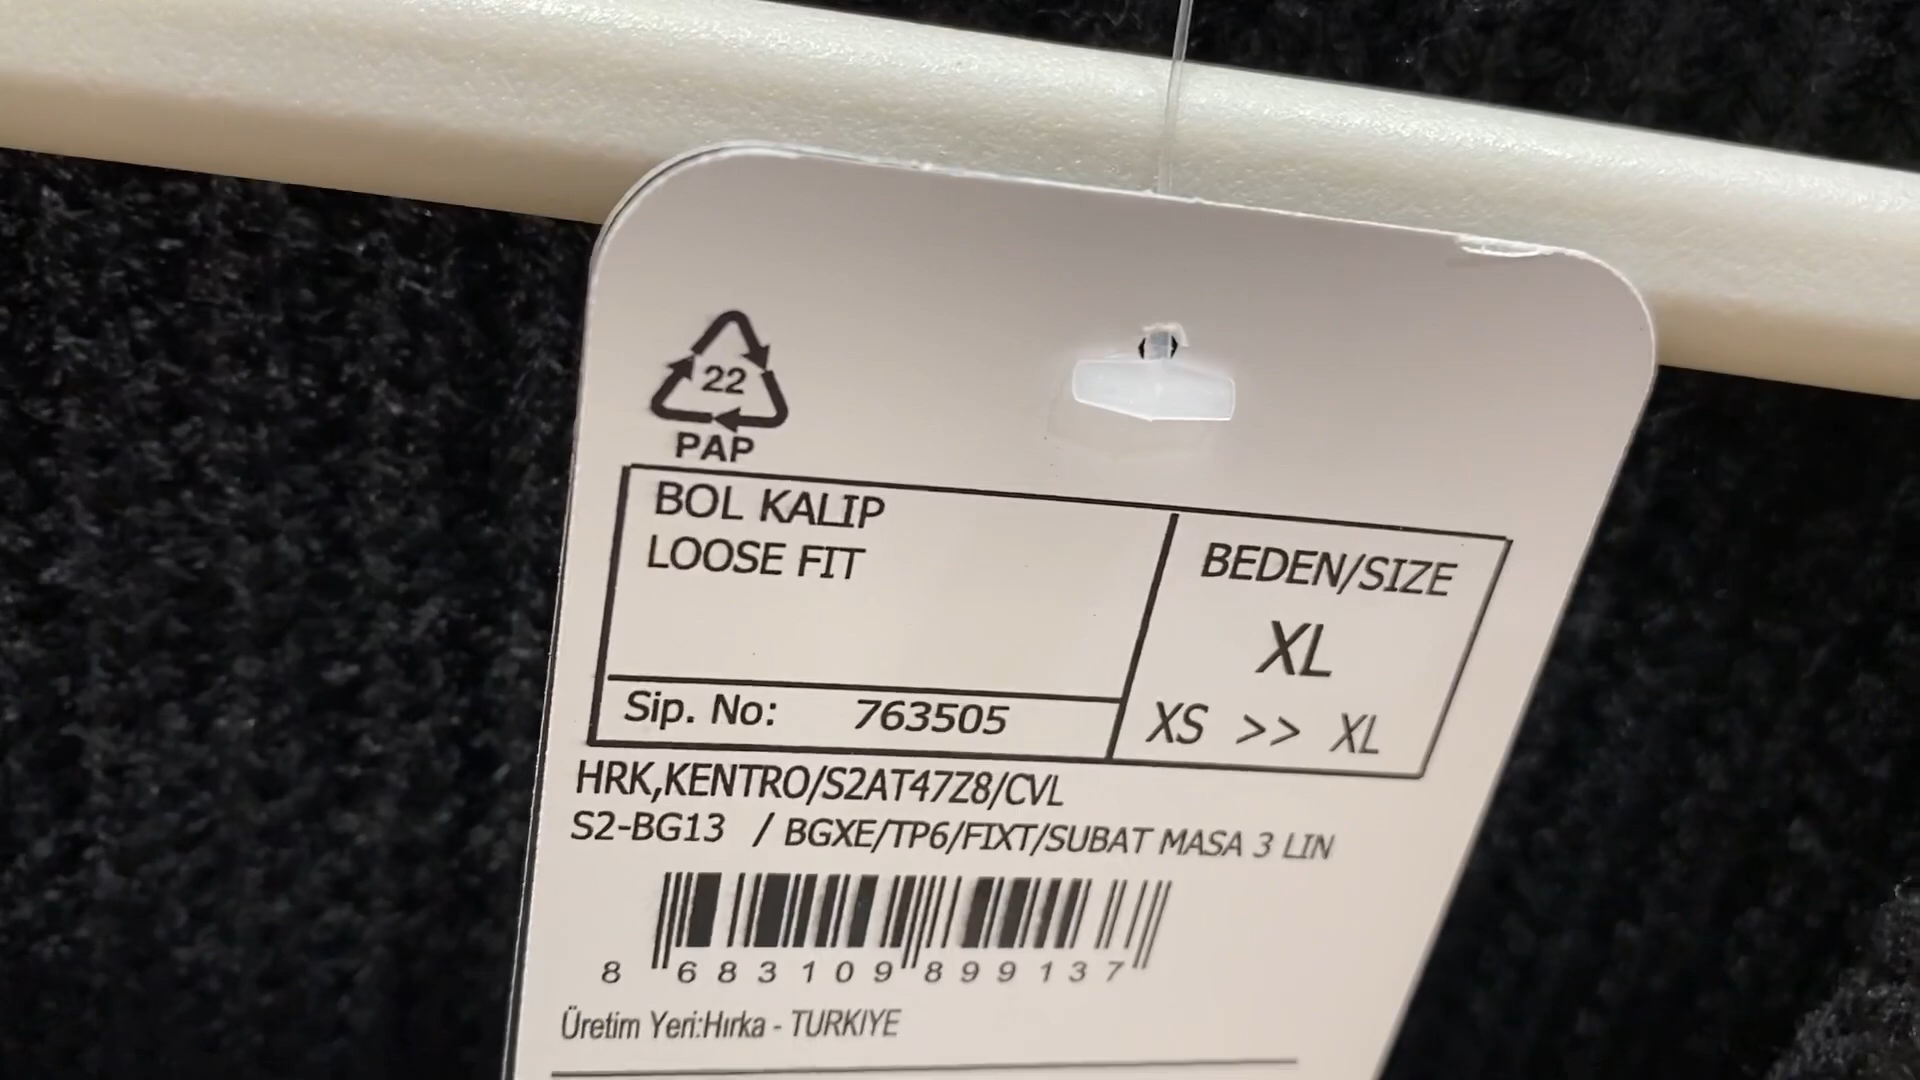 22
PAP
BOL KALIP
LOOSE FIT
BEDEN/SIZE
XL
XS >> XL
Sip. No: 763505
HRK,KENTRO/S2AT47Z8/CVL
S2-BG13 / BGXE/TP6/FIXT/SUBAT MASA 3 LIN
8 683109 899137
Üretim Yeri:Hırka - TURKIYE